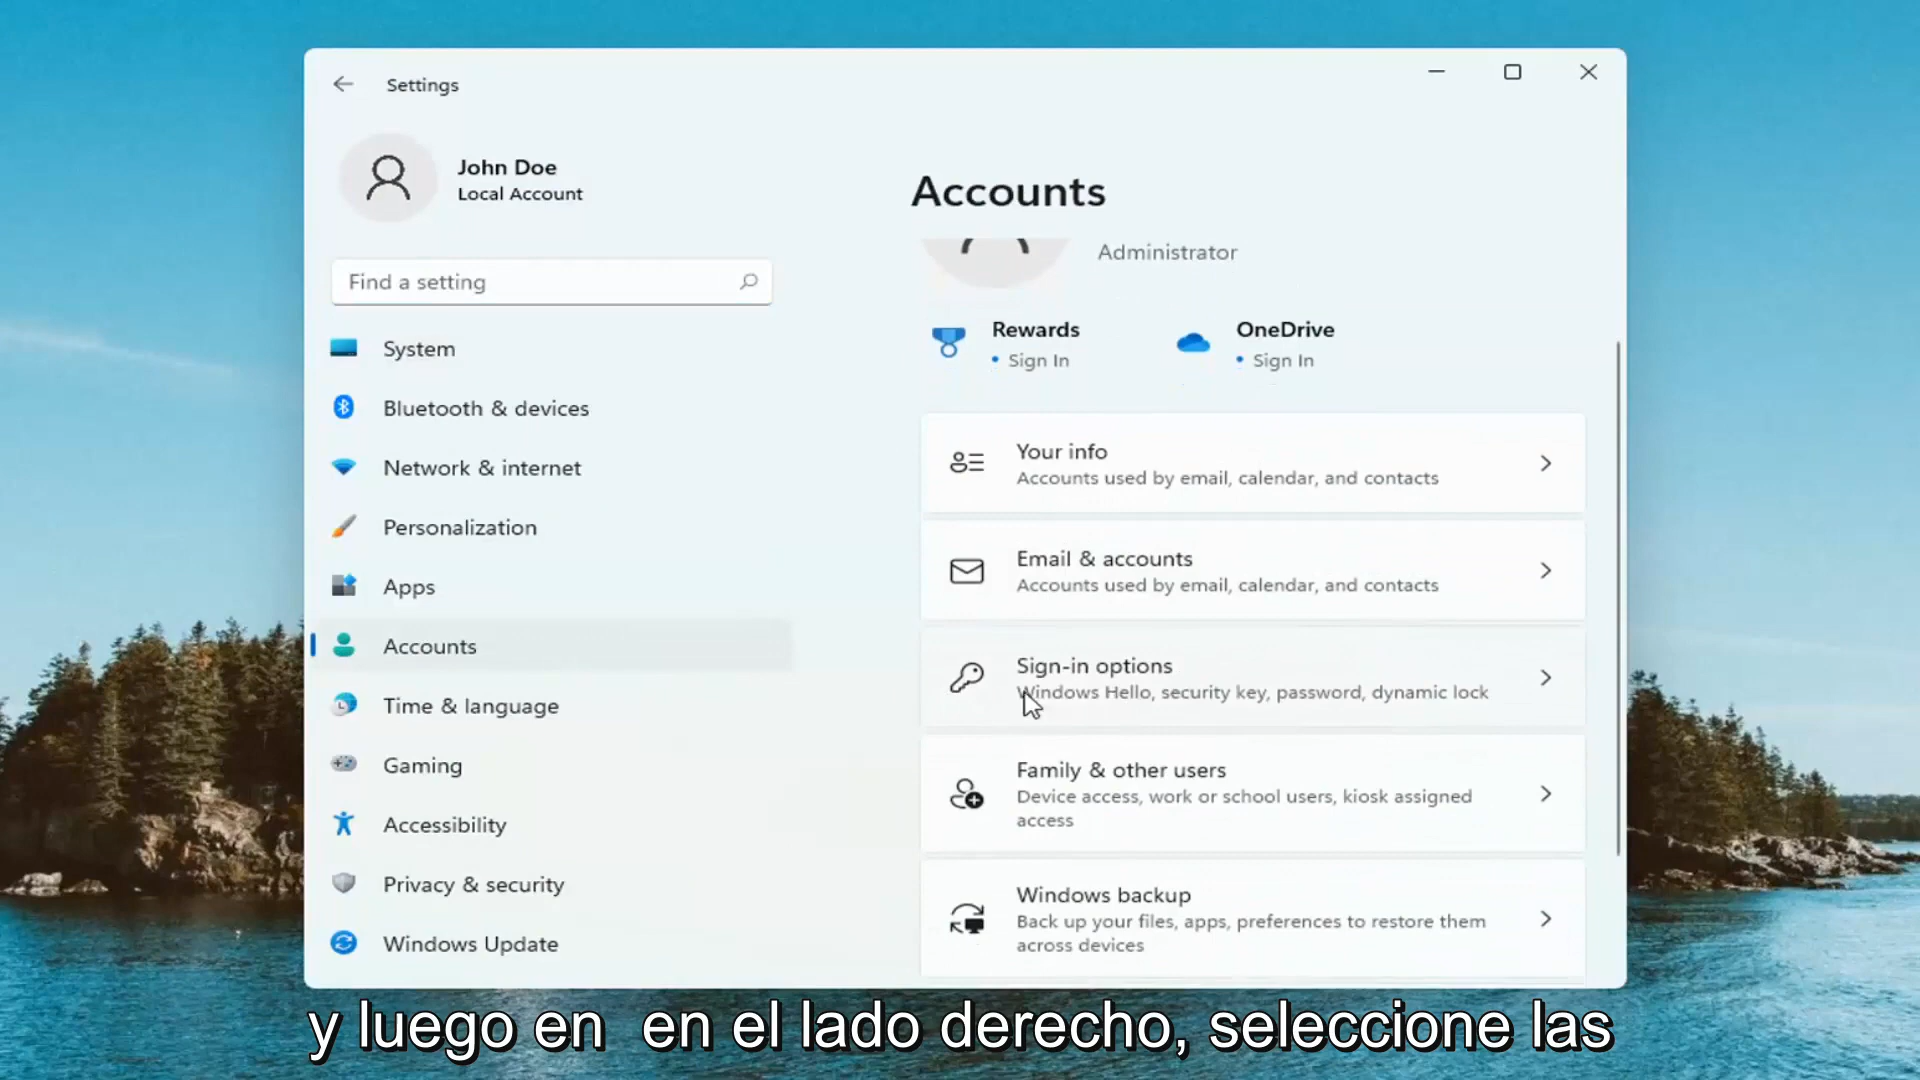 Settings
John Doe
Local Account
Find a setting
System
Bluetooth & devices
Network & internet
Personalization
Apps
Accounts
Time & language
Gaming
Accessibility
Privacy & security
Windows Update
Accounts
Administrator
Rewards
• Sign In
OneDrive
• Sign In
Your info
Accounts used by email, calendar, and contacts
Email & accounts
Accounts used by email, calendar, and contacts
Sign-in options
Windows Hello, security key, password, dynamic lock
Family & other users
Device access, work or school users, kiosk assigned
access
Windows backup
Back up your files, apps, preferences to restore them
across devices
y luego en en el lado derecho, seleccione las